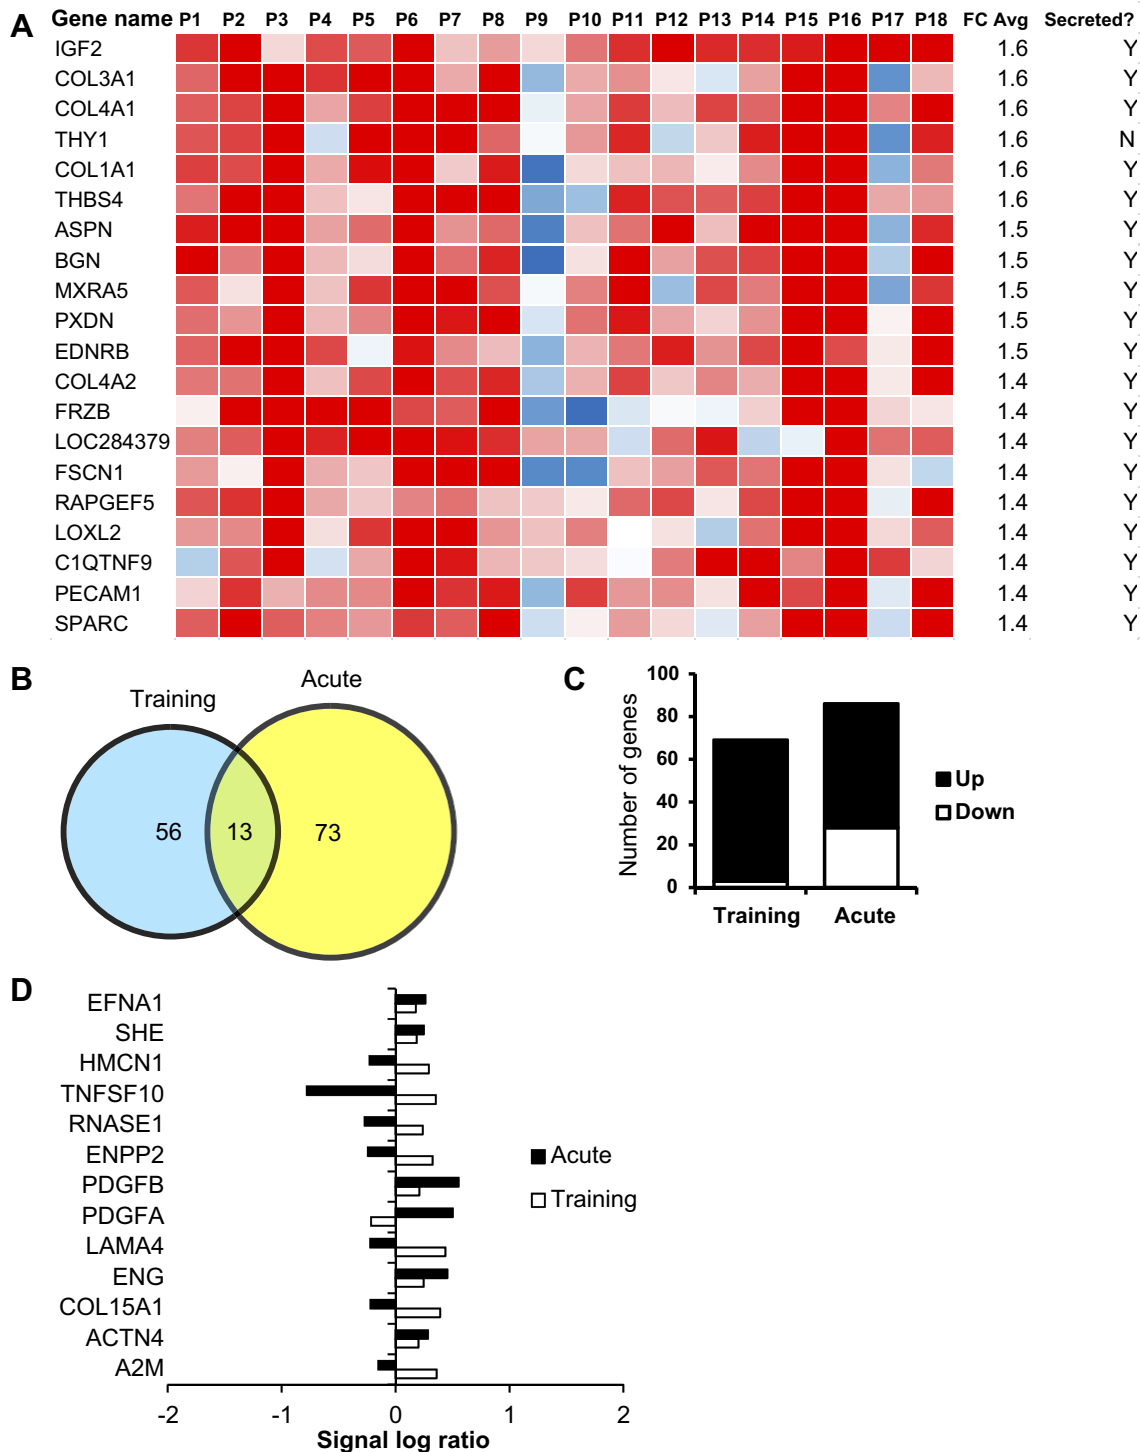 A
Gene name P1 P2 P3 P4 P5 P6 P7 P8 P9 P10 P11 P12 P13 P14 P15 P16 P17 P18 FC Avg Secreted?
IGF2 1.6 Y
COL3A1 1.6 Y
COL4A1 1.6 Y
THY1 1.6 N
COL1A1 1.6 Y
THBS4 1.6 Y
ASPN 1.5 Y
BGN 1.5 Y
MXRA5 1.5 Y
PXDN 1.5 Y
EDNRB 1.5 Y
COL4A2 1.4 Y
FRZB 1.4 Y
LOC284379 1.4 Y
FSCN1 1.4 Y
RAPGEF5 1.4 Y
LOXL2 1.4 Y
C1QTNF9 1.4 Y
PECAM1 1.4 Y
SPARC 1.4 Y
B
Training
Acute
56 13 73
C
Number of genes
100
80
60
40
20
0
Training Acute
Up
Down
D
EFNA1
SHE
HMCN1
TNFSF10
RNASE1
ENPP2
PDGFB
PDGFA
LAMA4
ENG
COL15A1
ACTN4
A2M
Acute
Training
-2 -1 0 1 2
Signal log ratio